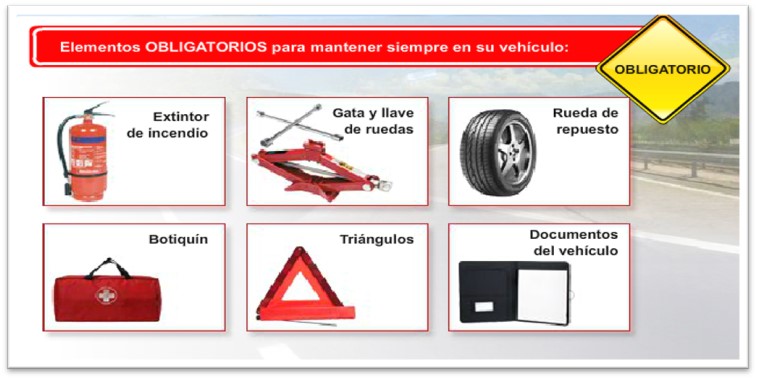 Elementos OBLIGATORIOS para mantener siempre en su vehículo:
OBLIGATORIO
Extintor
de incendio
Gata y llave
de ruedas
Rueda de
repuesto
Botiquín
Triángulos
Documentos
del vehículo